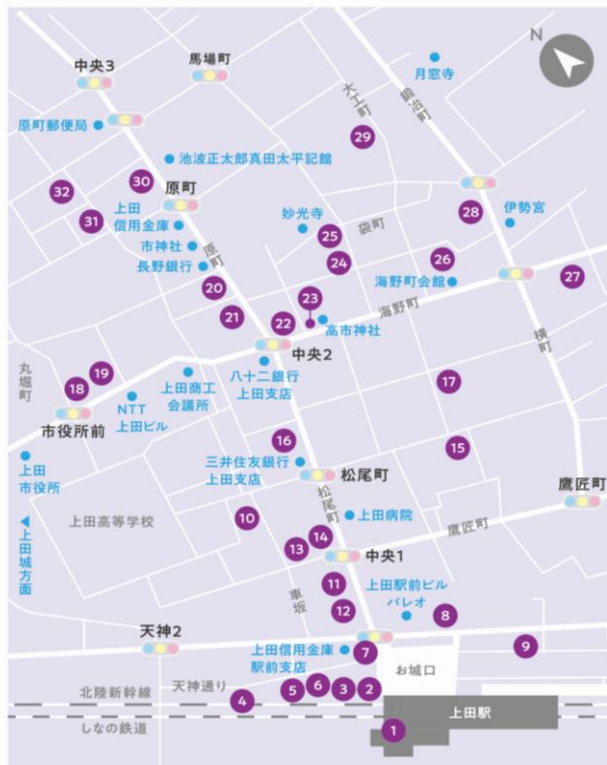 N
中央3
馬場町
月窓寺
大工町
鍛冶町
原町郵便局
29
池波正太郎真田太平記館
32
30
31
原町
上田
信用金庫
妙光寺
25
袋町
28
伊勢宮
市神社
原町
長野銀行
24
26
20
23
海野町会館
27
21
22
高市神社
海野町
横町
中央2
丸堀町
19
18
八十二銀行
上田支店
17
上田商工
会議所
NTT
上田ビル
市役所前
16
15
三井住友銀行
上田支店
松尾町
上田
市役所
鷹匠町
松尾町
上田病院
10
上田高等学校
14
13
中央1
鷹匠町
◀上田城方面
11
上田駅前ビル
パレオ
12
車坂
8
天神2
7
9
上田信用金庫
駅前支店
お城口
天神通り
北陸新幹線
4
5
6
3
2
上田駅
しなの鉄道
1